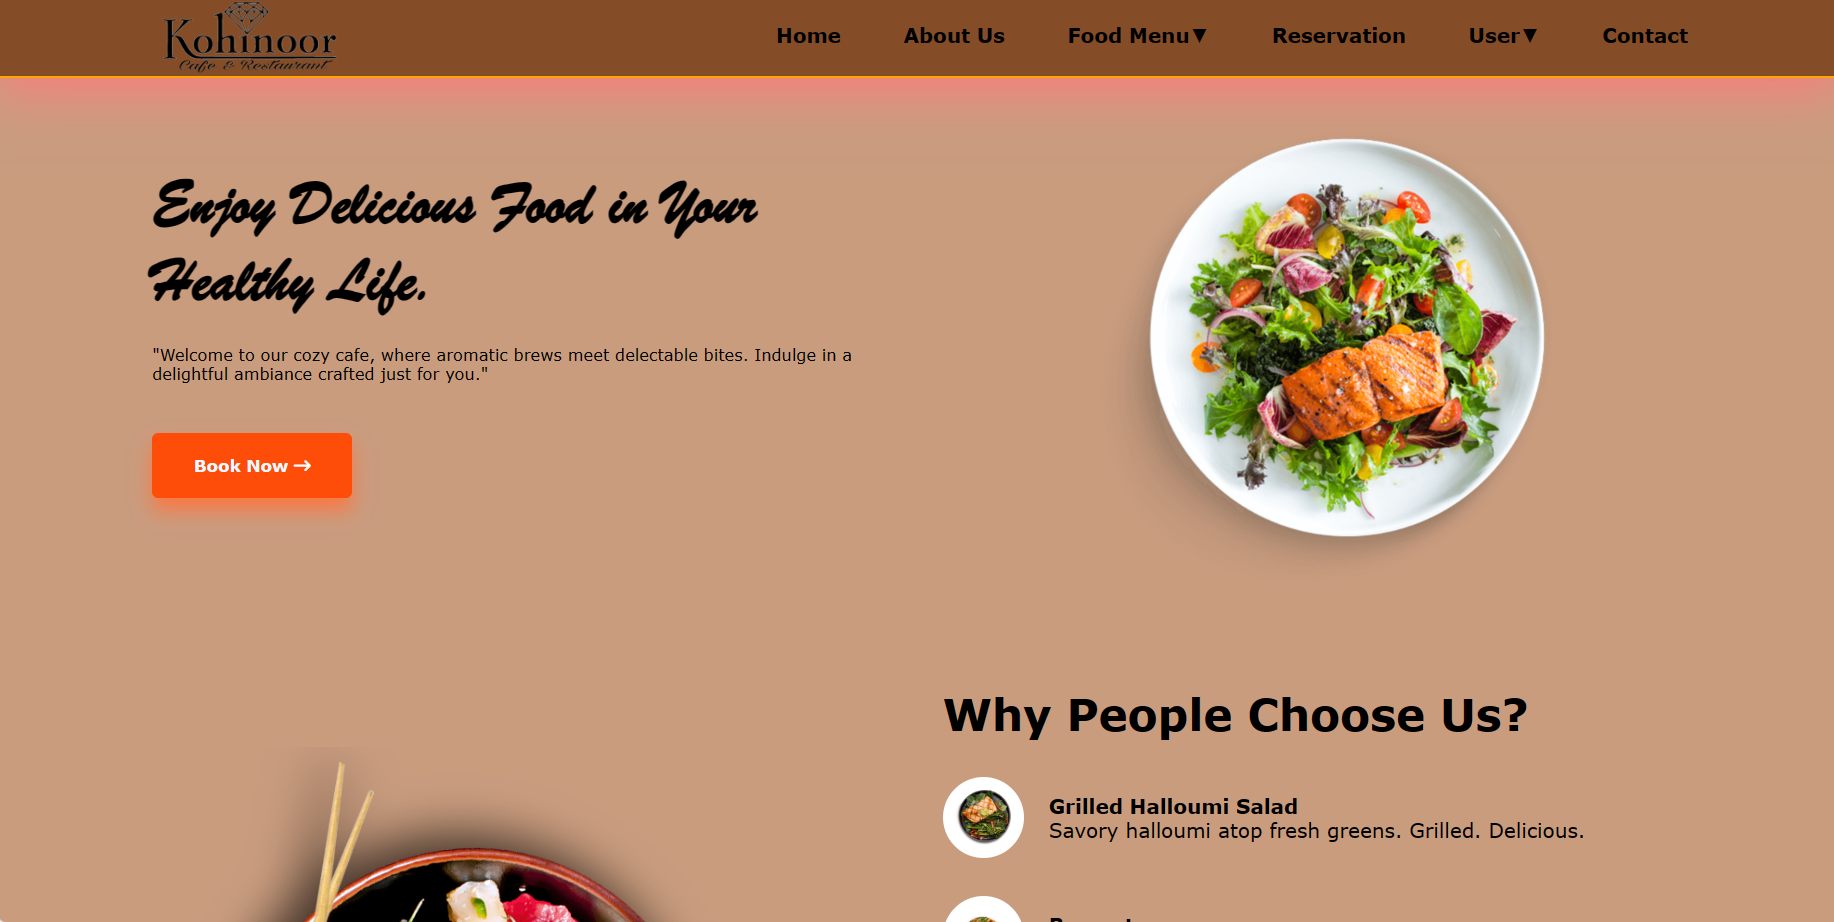 Kohinoor
Cafe & Restaurant
Home About Us Food Menu▼ Reservation User▼ Contact
Enjoy Delicious Food in Your
Healthy Life.
"Welcome to our cozy cafe, where aromatic brews meet delectable bites. Indulge in a
delightful ambiance crafted just for you."
Book Now →
Why People Choose Us?
Grilled Halloumi Salad
Savory halloumi atop fresh greens. Grilled. Delicious.